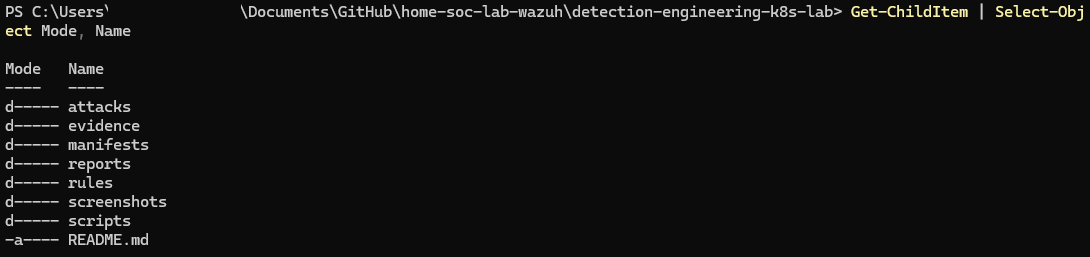 PS C:\Users\ \Documents\GitHub\home-soc-lab-wazuh\detection-engineering-k8s-lab> Get-ChildItem | Select-Obj
ect Mode, Name
Mode Name
---- ----
d----- attacks
d----- evidence
d----- manifests
d----- reports
d----- rules
d----- screenshots
d----- scripts
-a---- README.md